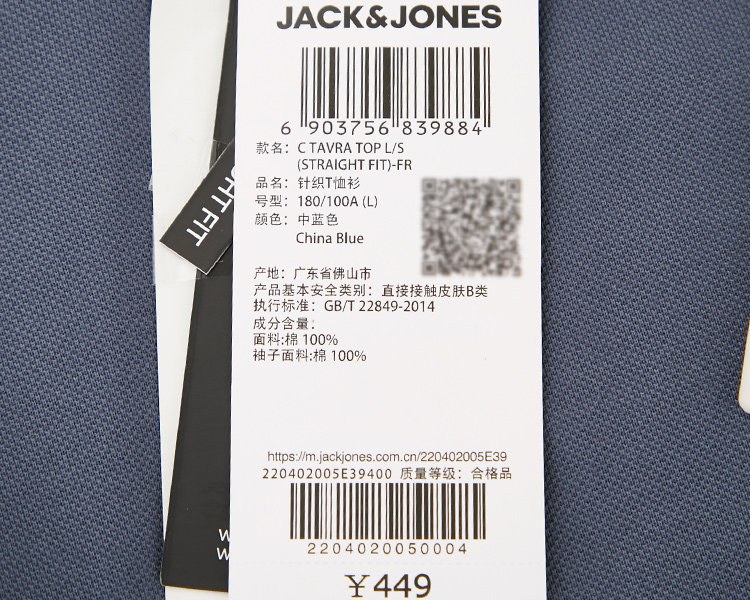 JACK&JONES
6 903756 839884
款名: C TAVRA TOP L/S
(STRAIGHT FIT)-FR
品名: 针织T恤衫
号型: 180/100A (L)
颜色: 中蓝色
China Blue
产地: 广东省佛山市
产品基本安全类别: 直接接触皮肤B类
执行标准: GB/T 22849-2014
成分含量:
面料:棉 100%
袖子面料:棉 100%
https://m.jackjones.com.cn/220402005E39
220402005E39400 质量等级: 合格品
2204020050004
¥449
GHT FIT
W
W